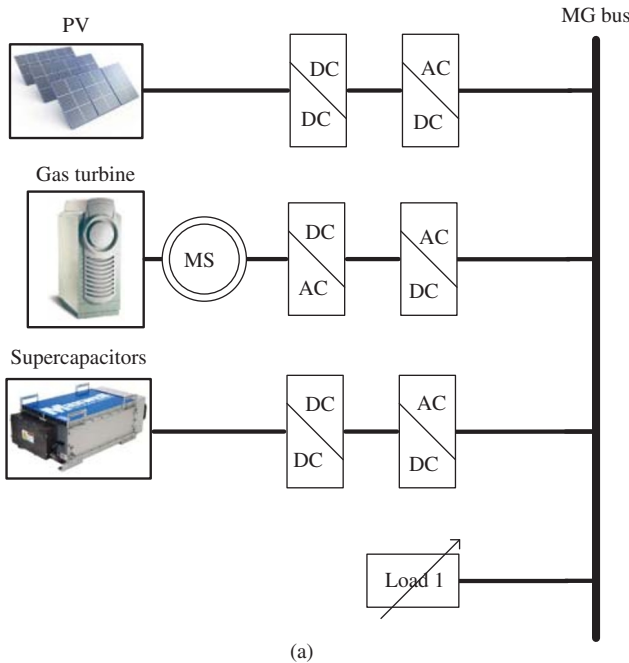 MG bus
PV
DC
DC
AC
DC
Gas turbine
MS
DC
AC
AC
DC
Supercapacitors
DC
DC
AC
DC
Load 1
(a)